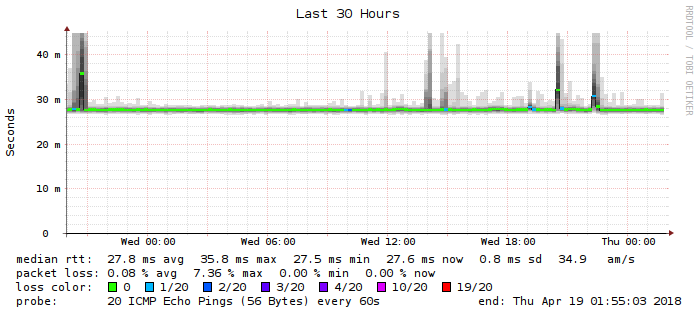 Last 30 Hours
RRDTOOL / TOBI OETIKER
Seconds
40 m
30 m
20 m
10 m
0
Wed 00:00 Wed 06:00 Wed 12:00 Wed 18:00 Thu 00:00
median rtt: 27.8 ms avg 35.8 ms max 27.5 ms min 27.6 ms now 0.8 ms sd 34.9 am/s
packet loss: 0.08 % avg 7.36 % max 0.00 % min 0.00 % now
loss color: 0 1/20 2/20 3/20 4/20 10/20 19/20
probe: 20 ICMP Echo Pings (56 Bytes) every 60s end: Thu Apr 19 01:55:03 2018